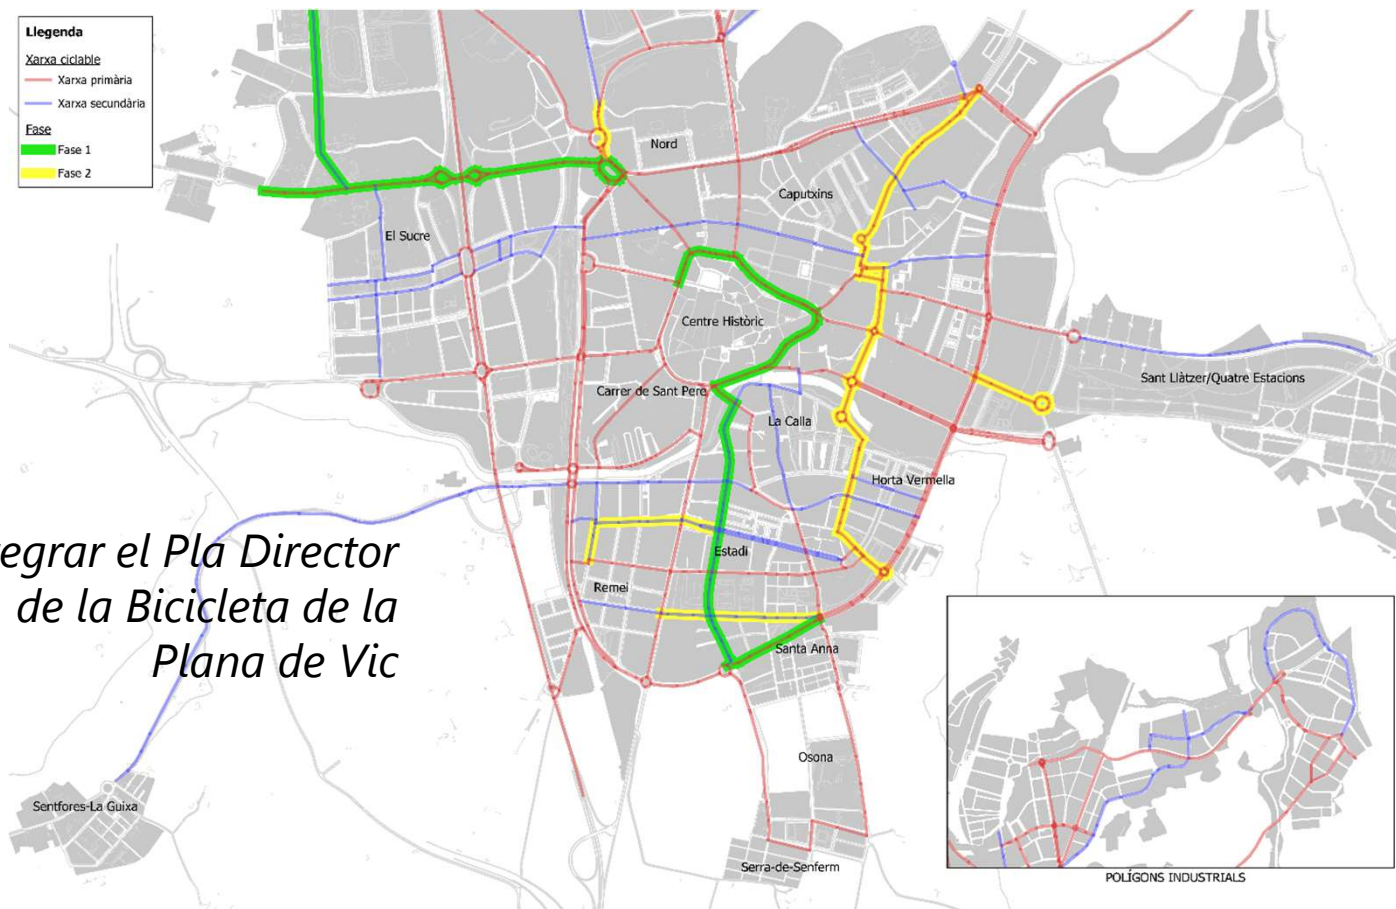 Llegenda
Xarxa ciclable
Xarxa primària
Xarxa secundària
Fase
Fase 1
Fase 2
Nord
Caputxins
El Sucre
Centre Històric
Sant Llàtzer/Quatre Estacions
Carrer de Sant Pere
La Calla
Horta Vermella
egrar el Pla Director
de la Bicicleta de la
Plana de Vic
Estadi
Remei
Santa Anna
Osona
Sentfores-La Guixa
Serra-de-Senferm
POLÍGONS INDUSTRIALS